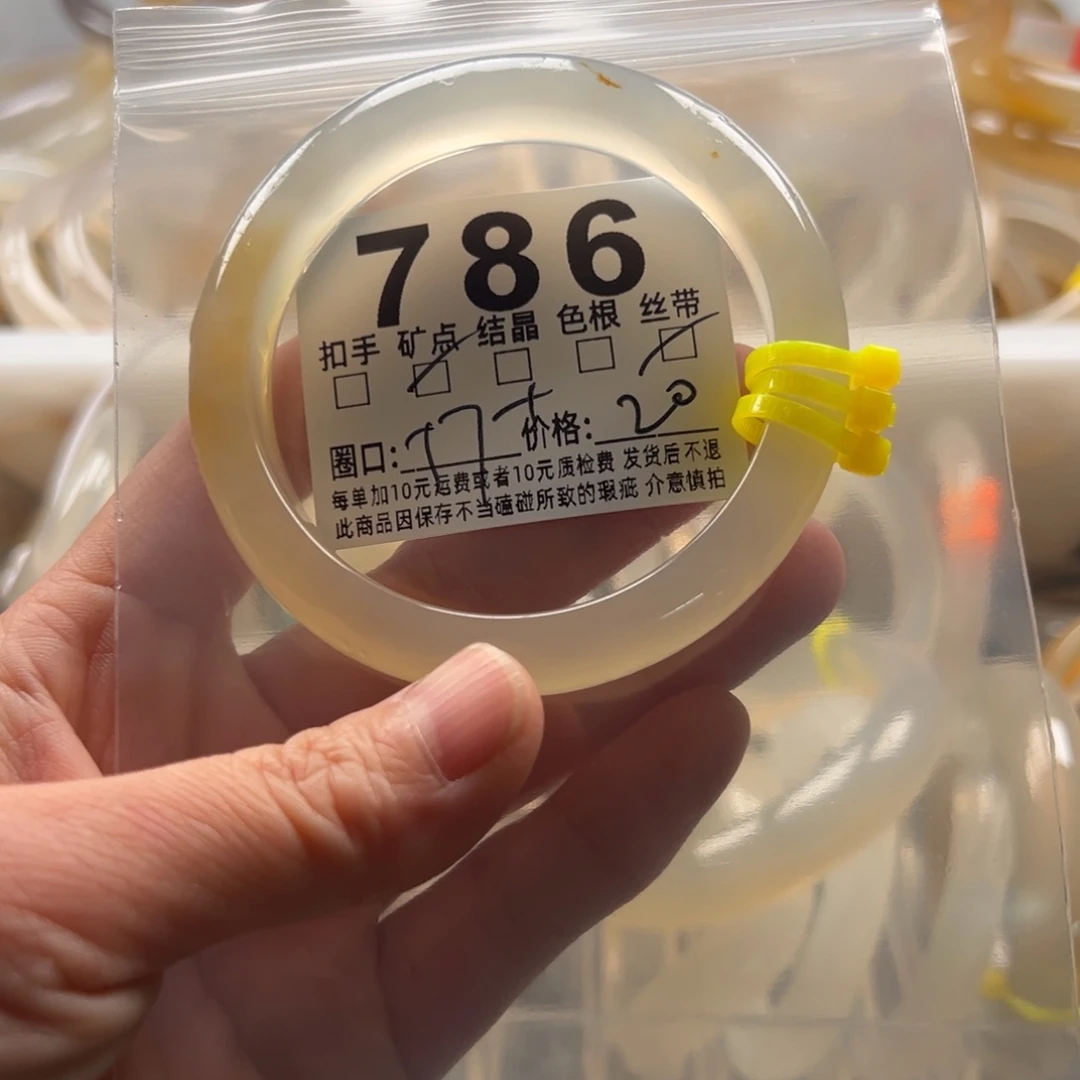 786
扣手 矿点 结晶 色根 丝带
圈口: 价格: 20
每单加10元运费或者10元质检费 发货后不退
此商品因保存不当磕碰所致的瑕疵 介意慎拍